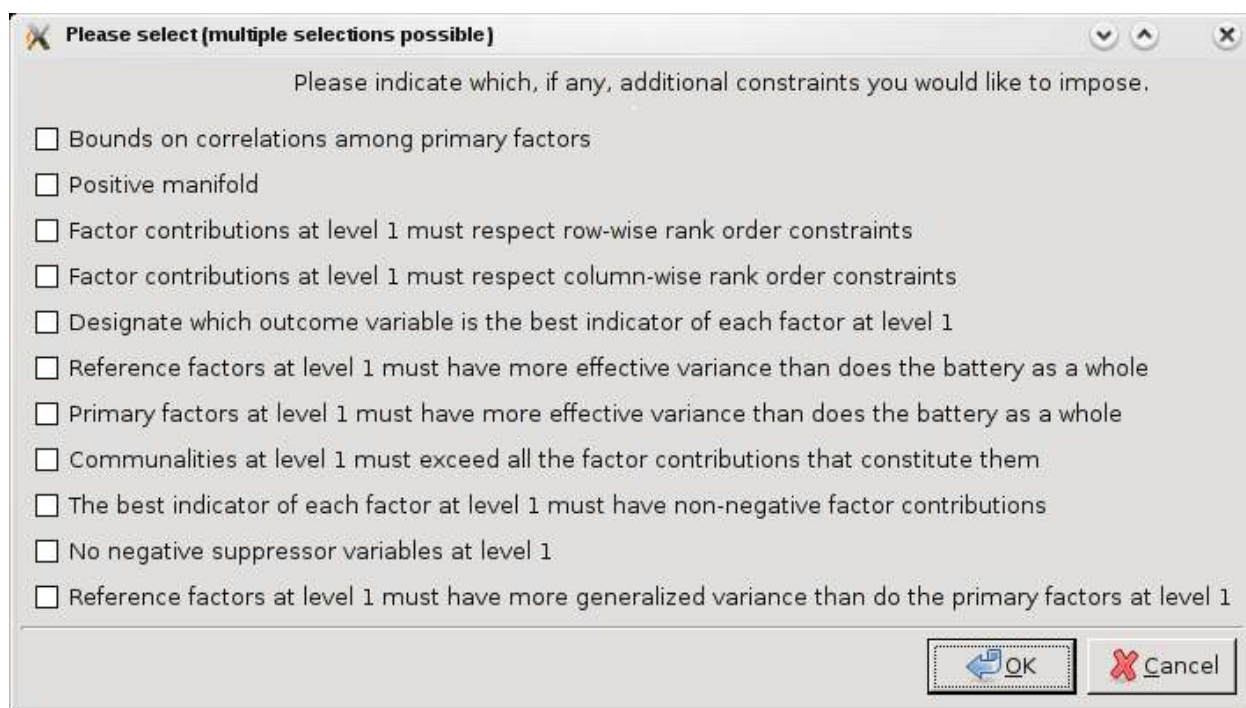 Please select (multiple selections possible)
Please indicate which, if any, additional constraints you would like to impose.
Bounds on correlations among primary factors
Positive manifold
Factor contributions at level 1 must respect row-wise rank order constraints
Factor contributions at level 1 must respect column-wise rank order constraints
Designate which outcome variable is the best indicator of each factor at level 1
Reference factors at level 1 must have more effective variance than does the battery as a whole
Primary factors at level 1 must have more effective variance than does the battery as a whole
Communalities at level 1 must exceed all the factor contributions that constitute them
The best indicator of each factor at level 1 must have non-negative factor contributions
No negative suppressor variables at level 1
Reference factors at level 1 must have more generalized variance than do the primary factors at level 1
OK Cancel